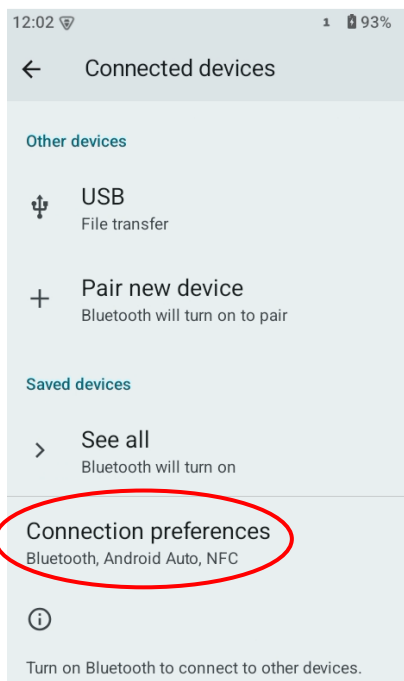 12:02 1 93%
Connected devices
Other devices
USB
File transfer
Pair new device
Bluetooth will turn on to pair
Saved devices
See all
Bluetooth will turn on
Connection preferences
Bluetooth, Android Auto, NFC
Turn on Bluetooth to connect to other devices.